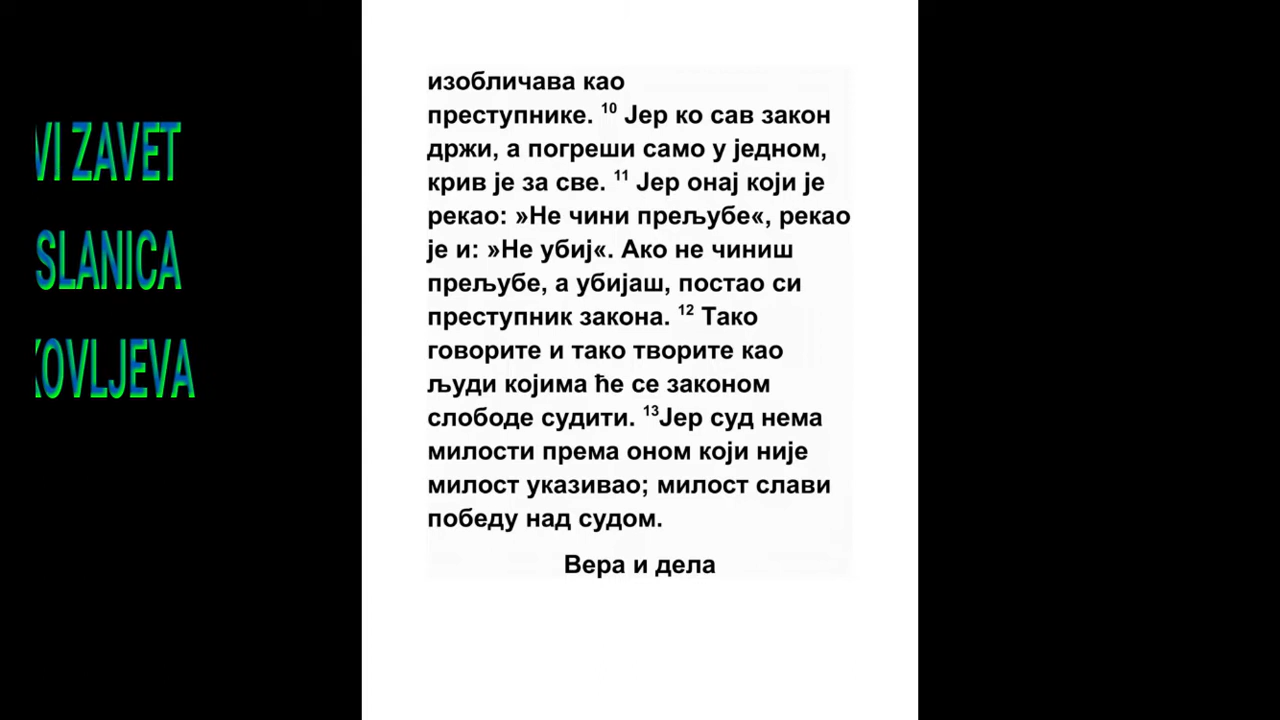 VI ZAVET
SLANICA
KOVLJEVA
изобличава као
преступнике. 10 Јер ко сав закон
држи, а погреши само у једном,
крив је за све. 11 Јер онај који је
рекао: »Не чини прељубе«, рекао
је и: »Не убиј«. Ако не чиниш
прељубе, а убијаш, постао си
преступник закона. 12 Тако
говорите и тако творите као
људи којима ће се законом
слободе судити. 13Јер суд нема
милости према оном који није
милост указивао; милост слави
победу над судом.
Вера и дела